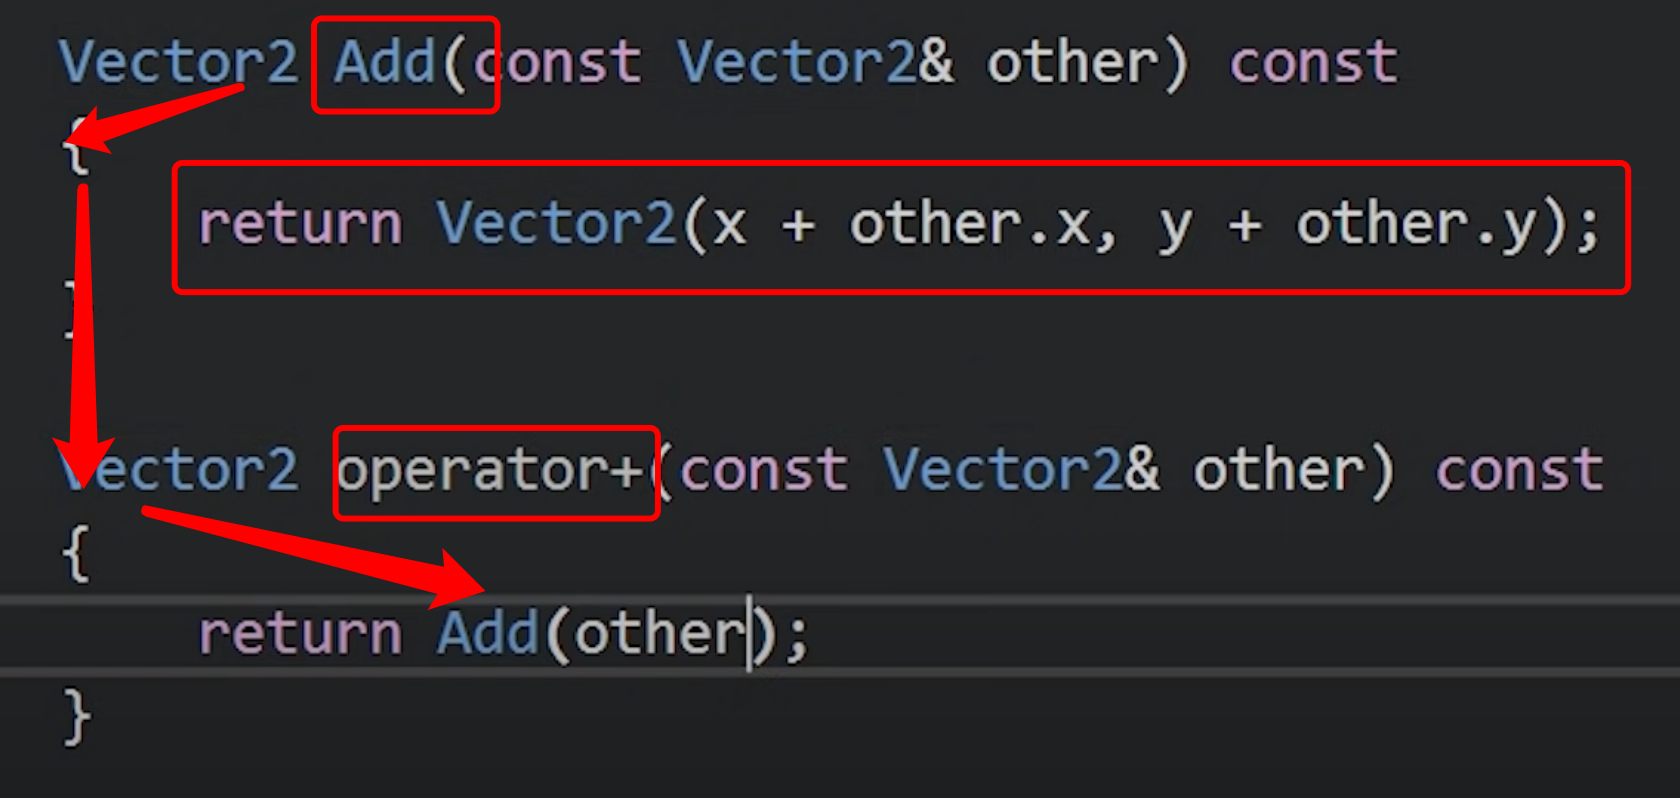 Vector2 Add(const Vector2& other) const
{
return Vector2(x + other.x, y + other.y);
}
Vector2 operator+(const Vector2& other) const
{
return Add(other);
}